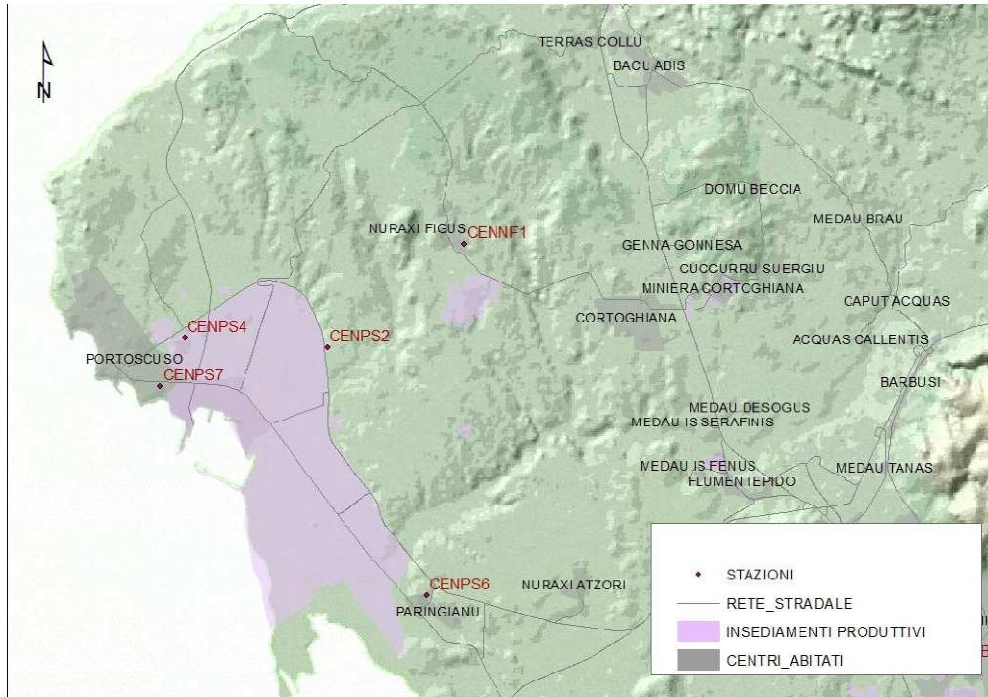 TERRAS COLLU
BACU ABIS
N
DOMU BECCIA
MEDAU BRAU
NURAXI FIGUS
CENNF1
GENNA GONNESA
CUCCURRU SUERGIU
MINIERA CORTOGHIANA
CAPUT ACQUAS
CORTOGHIANA
CENPS4
CENPS2
ACQUAS CALLENTIS
PORTOSCUSO
CENPS7
BARBUSI
MEDAU DESOGUS
MEDAU IS SERAFINIS
MEDAU IS FENUS
MEDAU TANAS
FLUMENTEPIDO
CENPS6
NURAXI ATZORI
PARINGIANU
STAZIONI
RETE_STRADALE
INSEDIAMENTI PRODUTTIVI
CENTRI_ABITATI